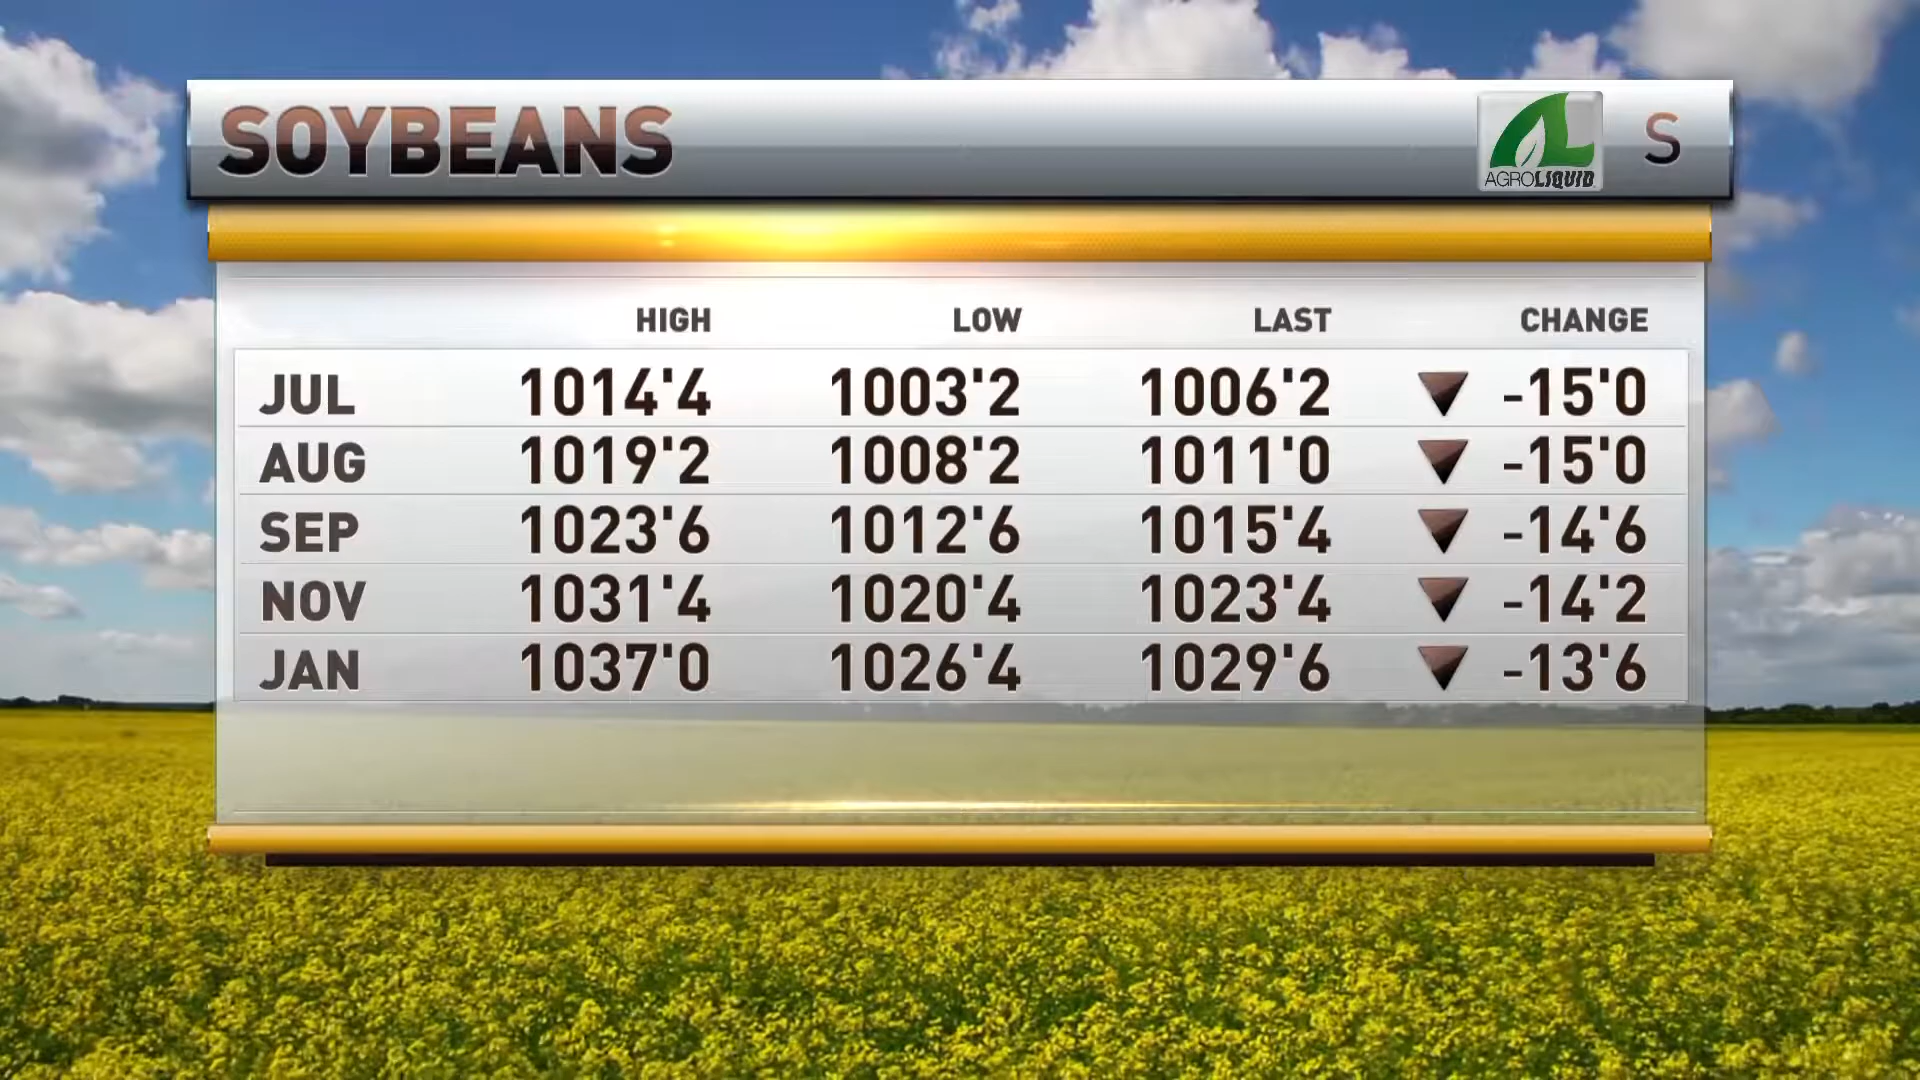 SOYBEANS AGROLIQUID S
HIGH LOW LAST CHANGE
JUL 1014'4 1003'2 1006'2 -15'0
AUG 1019'2 1008'2 1011'0 -15'0
SEP 1023'6 1012'6 1015'4 -14'6
NOV 1031'4 1020'4 1023'4 -14'2
JAN 1037'0 1026'4 1029'6 -13'6